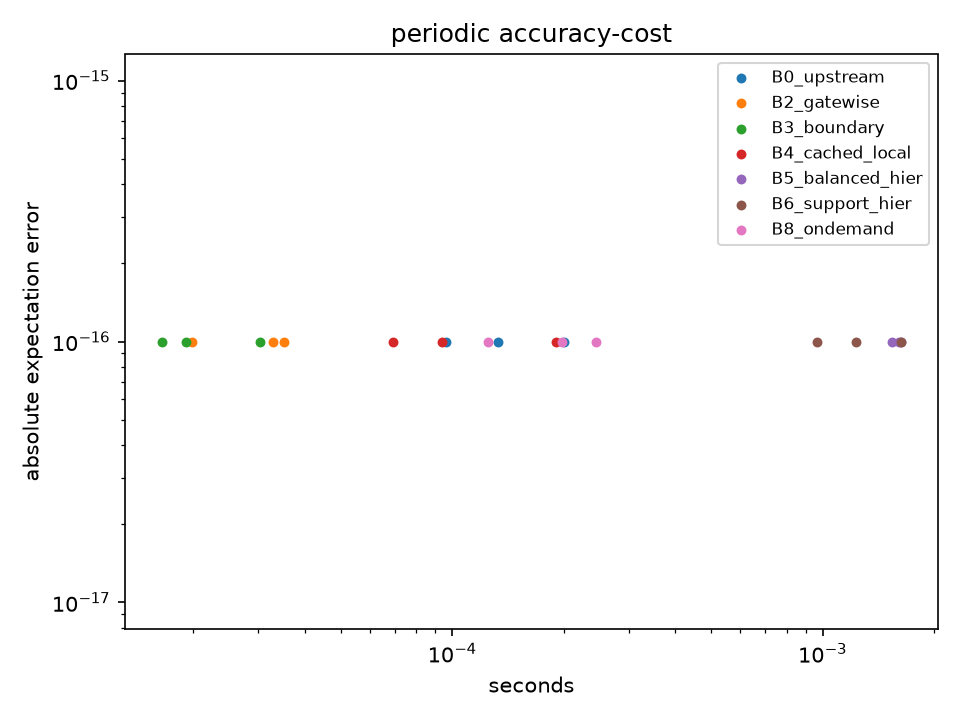 periodic accuracy-cost
10⁻¹⁵
10⁻¹⁶
10⁻¹⁷
absolute expectation error
B0_upstream
B2_gatewise
B3_boundary
B4_cached_local
B5_balanced_hier
B6_support_hier
B8_ondemand
10⁻⁴
10⁻³
seconds